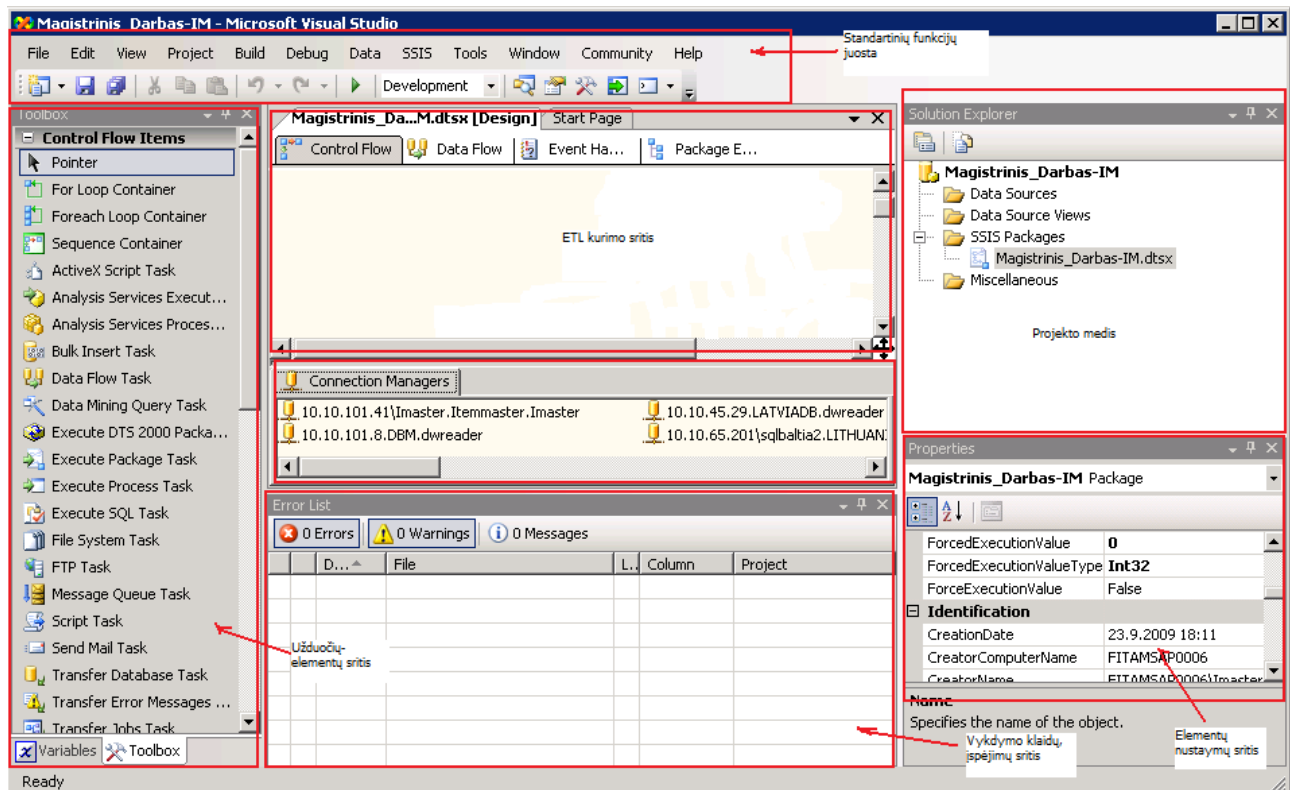 Magistrinis_Darbas-IM - Microsoft Visual Studio
File Edit View Project Build Debug Data SSIS Tools Window Community Help
Standartinių funkcijų
juosta
Development
Toolbox
Control Flow Items
Pointer
For Loop Container
Foreach Loop Container
Sequence Container
ActiveX Script Task
Analysis Services Execut...
Analysis Services Proces...
Bulk Insert Task
Data Flow Task
Data Mining Query Task
Execute DTS 2000 Packa...
Execute Package Task
Execute Process Task
Execute SQL Task
File System Task
FTP Task
Message Queue Task
Script Task
Send Mail Task
Transfer Database Task
Transfer Error Messages ...
Transfer Jobs Task
Variables Toolbox
Užduočių-
elementų sritis
Magistrinis_Da...M.dtsx [Design] Start Page
Control Flow Data Flow Event Ha... Package E...
ETL kurimo sritis
Connection Managers
10.10.101.41\Imaster.Itemmaster.Imaster 10.10.45.29.LATVIADB.dwreader
10.10.101.8.DBM.dwreader 10.10.65.201\sqlbaltia2.LITHUAN
Error List
0 Errors 0 Warnings 0 Messages
D... File L.. Column Project
Vykdymo klaidų,
įspėjimų sritis
Solution Explorer
Magistrinis_Darbas-IM
Data Sources
Data Source Views
SSIS Packages
Magistrinis_Darbas-IM.dtsx
Miscellaneous
Projekto medis
Properties
Magistrinis_Darbas-IM Package
ForcedExecutionValue 0
ForcedExecutionValueType Int32
ForceExecutionValue False
Identification
CreationDate 23.9.2009 18:11
CreatorComputerName FITAMSAP0006
CreatorName FITAMSAP0006\Imaster
Name
Specifies the name of the object.
Elementų
nustaymų sritis
Ready